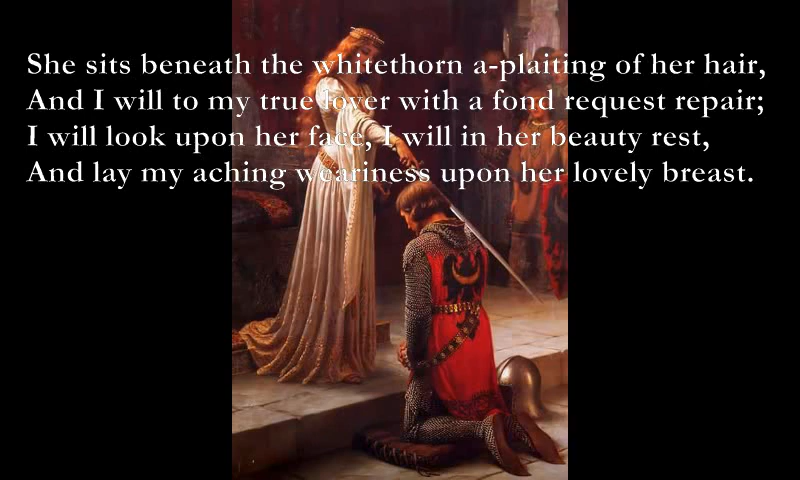 She sits beneath the whitethorn a-plaiting of her hair,
And I will to my true lover with a fond request repair;
I will look upon her face, I will in her beauty rest,
And lay my aching weariness upon her lovely breast.